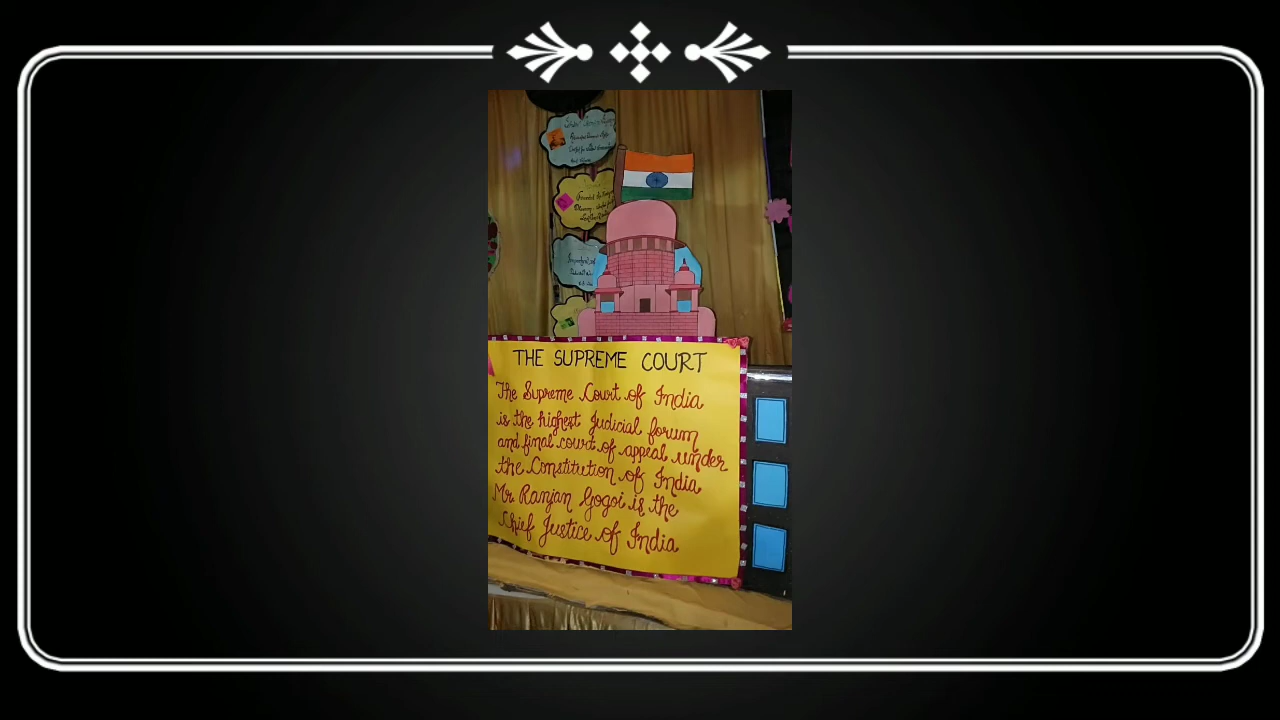 THE SUPREME COURT
The Supreme Court of India
is the highest Judicial forum
and final court of appeal under
the Constitution of India
Mr. Ranjan Gogoi is the
Chief Justice of India